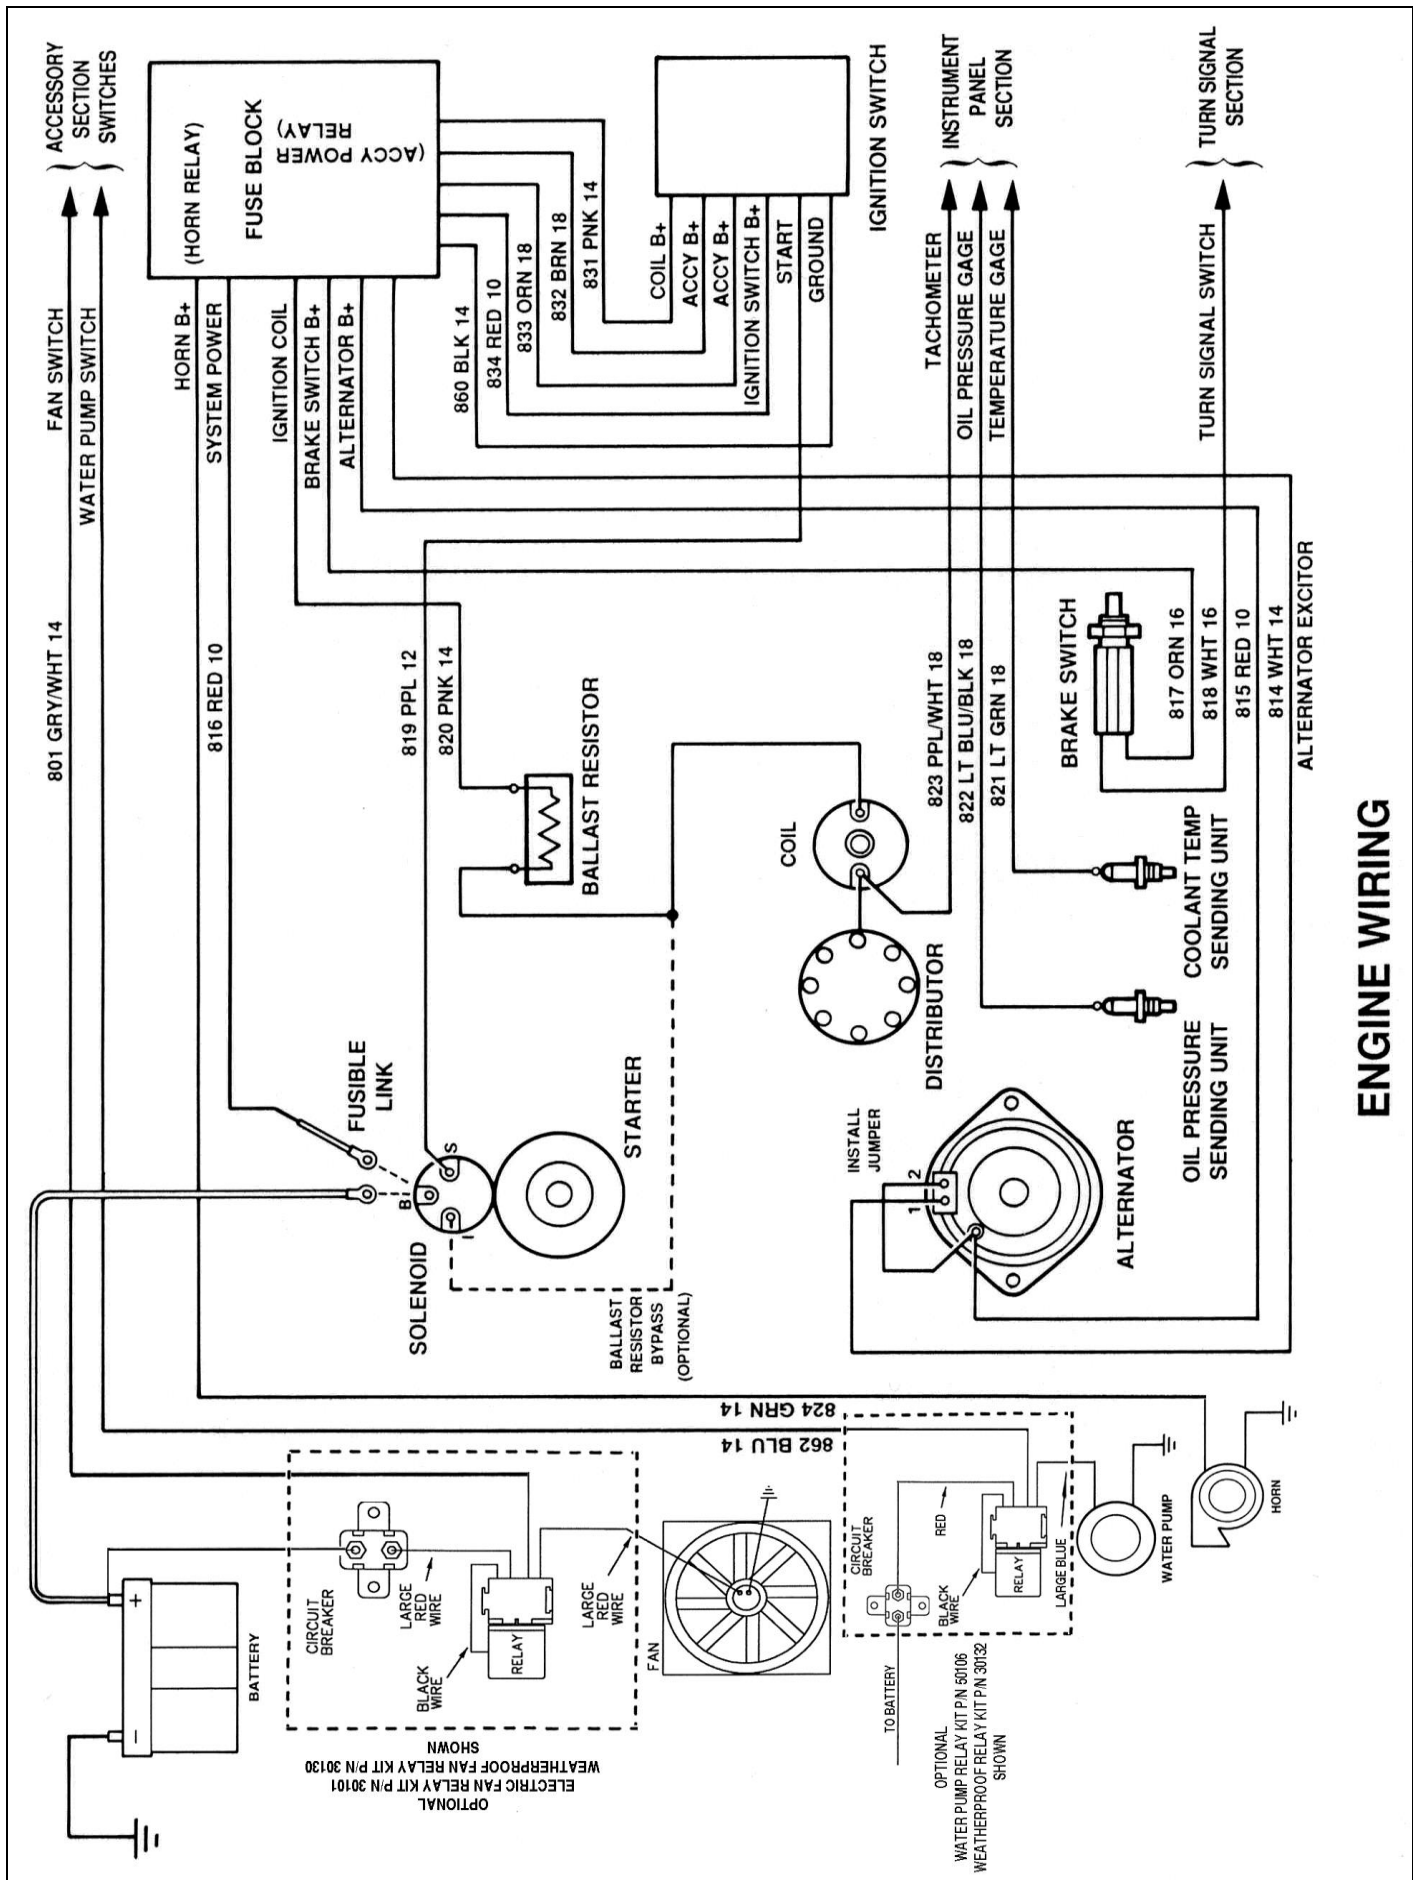 ACCESSORY
SECTION
SWITCHES
FAN SWITCH
WATER PUMP SWITCH
801 GRY/WHT 14
(HORN RELAY)
FUSE BLOCK
(ACCY POWER
RELAY)
HORN B+
SYSTEM POWER
IGNITION COIL
BRAKE SWITCH B+
ALTERNATOR B+
860 BLK 14
834 RED 10
833 ORN 18
832 BRN 18
831 PNK 14
COIL B+
ACCY B+
ACCY B+
IGNITION SWITCH B+
START
GROUND
IGNITION SWITCH
INSTRUMENT
PANEL
SECTION
TACHOMETER
OIL PRESSURE GAGE
TEMPERATURE GAGE
TURN SIGNAL
SECTION
TURN SIGNAL SWITCH
816 RED 10
819 PPL 12
820 PNK 14
BALLAST RESISTOR
823 PPL/WHT 18
822 LT BLU/BLK 18
821 LT GRN 18
BRAKE SWITCH
817 ORN 16
818 WHT 16
815 RED 10
814 WHT 14
ALTERNATOR EXCITOR
COIL
DISTRIBUTOR
COOLANT TEMP
SENDING UNIT
OIL PRESSURE
SENDING UNIT
FUSIBLE
LINK
S
B
I
SOLENOID
STARTER
BALLAST
RESISTOR
BYPASS
(OPTIONAL)
INSTALL
JUMPER
1
2
ALTERNATOR
824 GRN 14
862 BLU 14
+
-
BATTERY
CIRCUIT
BREAKER
LARGE
RED
WIRE
BLACK
WIRE
RELAY
LARGE
RED
WIRE
FAN
OPTIONAL
ELECTRIC FAN RELAY KIT P/N 30101
WEATHERPROOF FAN RELAY KIT P/N 30130
SHOWN
CIRCUIT
BREAKER
RED
BLACK
WIRE
RELAY
LARGE BLUE
TO BATTERY
WATER PUMP
HORN
OPTIONAL
WATER PUMP RELAY KIT P/N 50106
WEATHERPROOF RELAY KIT P/N 30132
SHOWN
ENGINE WIRING